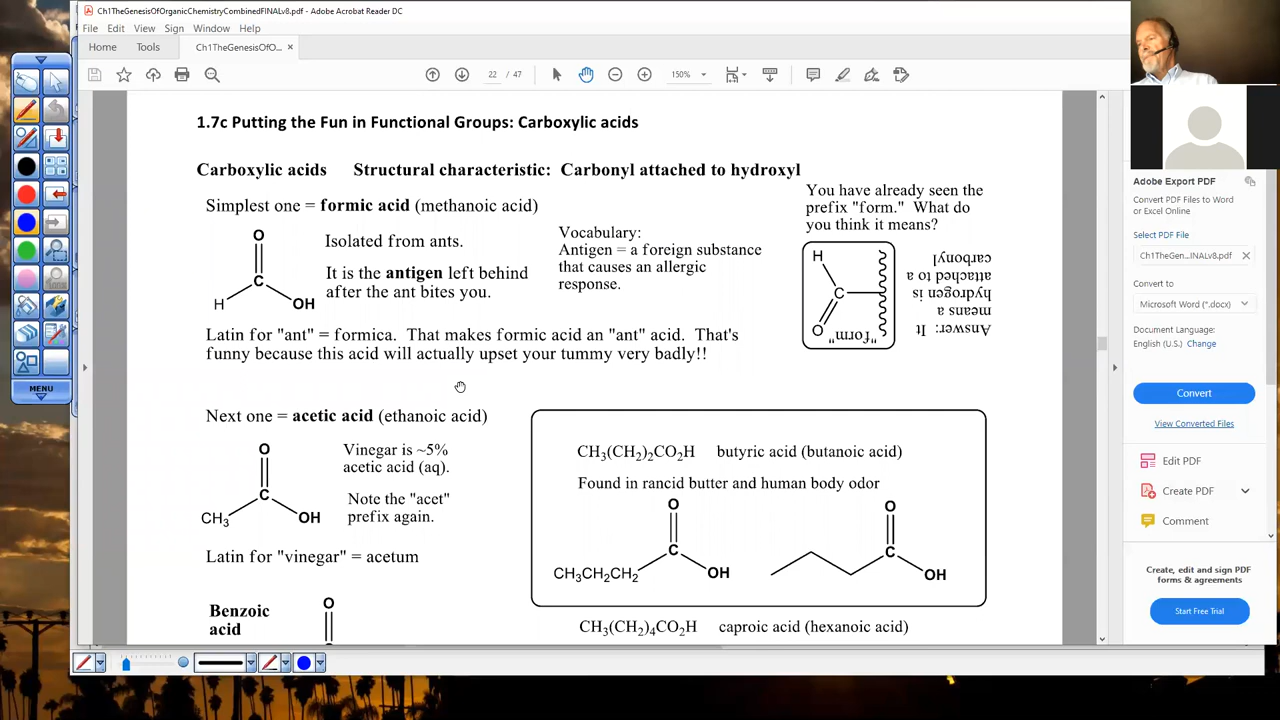 Ch1TheGenesisOfOrganicChemistryCombinedFINALv8.pdf - Adobe Acrobat Reader DC
File Edit View Sign Window Help
Home Tools Ch1TheGenesisOfO... ×
22 / 47 150%
1.7c Putting the Fun in Functional Groups: Carboxylic acids
Carboxylic acids Structural characteristic: Carbonyl attached to hydroxyl
Simplest one = formic acid (methanoic acid)
O
C
H
OH
Isolated from ants.
It is the antigen left behind
after the ant bites you.
Vocabulary:
Antigen = a foreign substance
that causes an allergic
response.
You have already seen the
prefix "form." What do
you think it means?
H
C
O
"form"
Answer: It
means a
hydrogen is
attached to a
carbonyl
Latin for "ant" = formica. That makes formic acid an "ant" acid. That's
funny because this acid will actually upset your tummy very badly!!
Next one = acetic acid (ethanoic acid)
O
C
CH3
OH
Vinegar is ~5%
acetic acid (aq).
Note the "acet"
prefix again.
Latin for "vinegar" = acetum
CH3(CH2)2CO2H butyric acid (butanoic acid)
Found in rancid butter and human body odor
O
C
CH3CH2CH2
OH
O
C
OH
Benzoic
acid
O
CH3(CH2)4CO2H caproic acid (hexanoic acid)
MENU
Adobe Export PDF
Convert PDF Files to Word
or Excel Online
Select PDF File
Ch1TheGen...INALv8.pdf ×
Convert to
Microsoft Word (*.docx)
Document Language:
English (U.S.) Change
Convert
View Converted Files
Edit PDF
Create PDF
Comment
Create, edit and sign PDF
forms & agreements
Start Free Trial